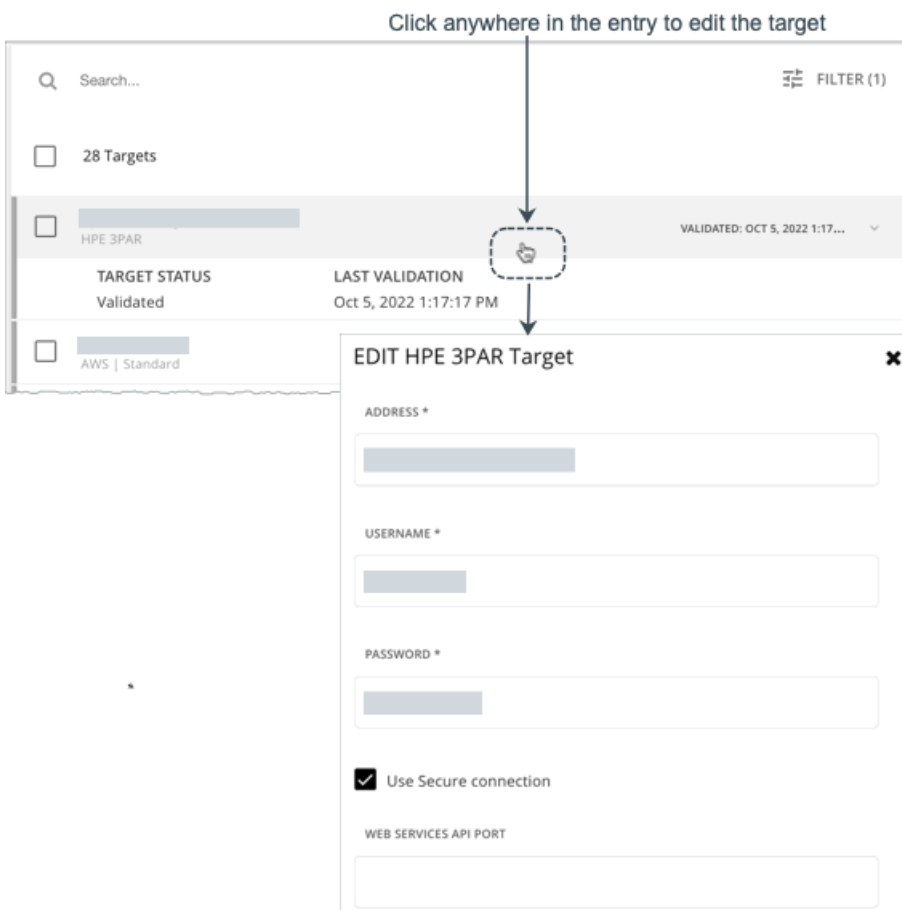 Click anywhere in the entry to edit the target
Search...
FILTER (1)
28 Targets
HPE 3PAR
VALIDATED: OCT 5, 2022 1:17...
TARGET STATUS
LAST VALIDATION
Validated
Oct 5, 2022 1:17:17 PM
AWS | Standard
EDIT HPE 3PAR Target
ADDRESS *
USERNAME *
PASSWORD *
Use Secure connection
WEB SERVICES API PORT